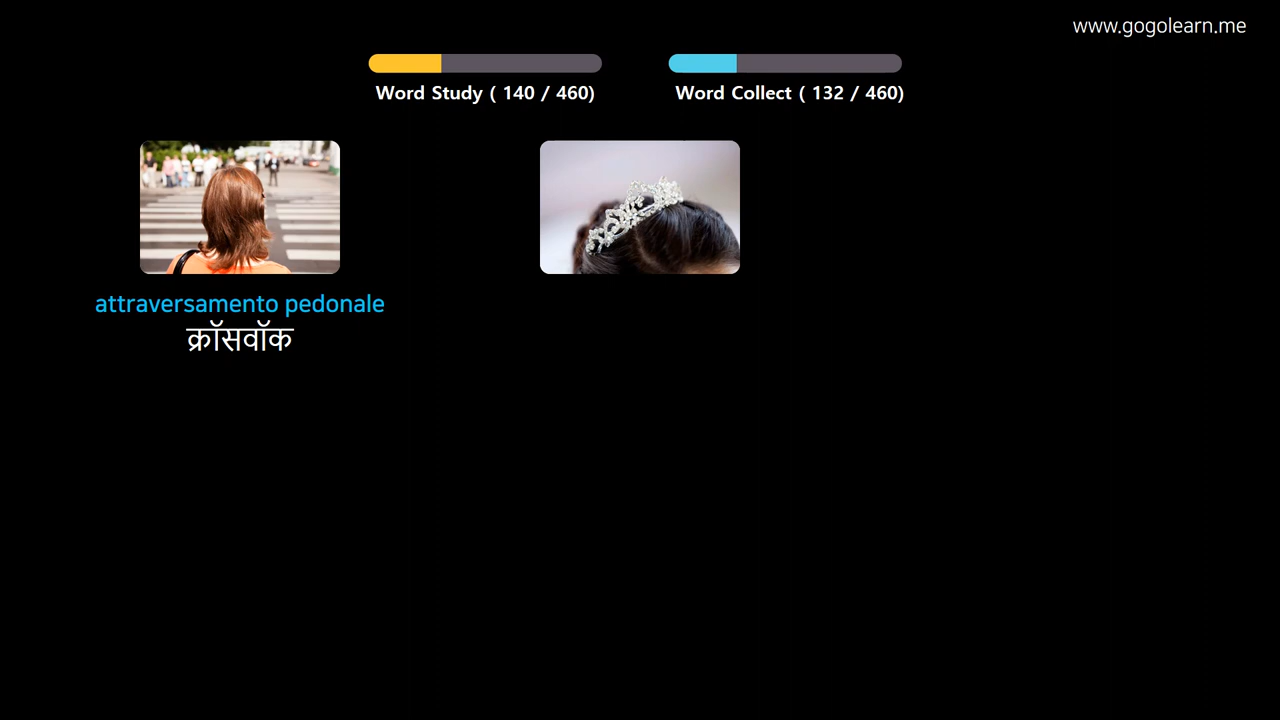 www.gogolearn.me
Word Study ( 140 / 460)
Word Collect ( 132 / 460)
attraversamento pedonale
क्रॉसवॉक